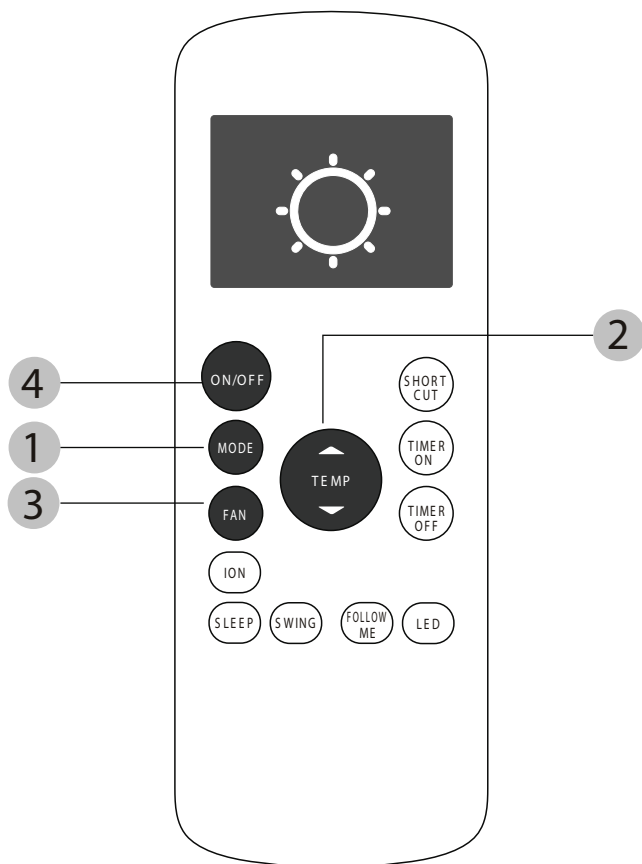 2
4
ON/OFF
SHORT
CUT
1
MODE
TIMER
ON
TEMP
3
FAN
TIMER
OFF
ION
SLEEP
SWING
FOLLOW
ME
LED